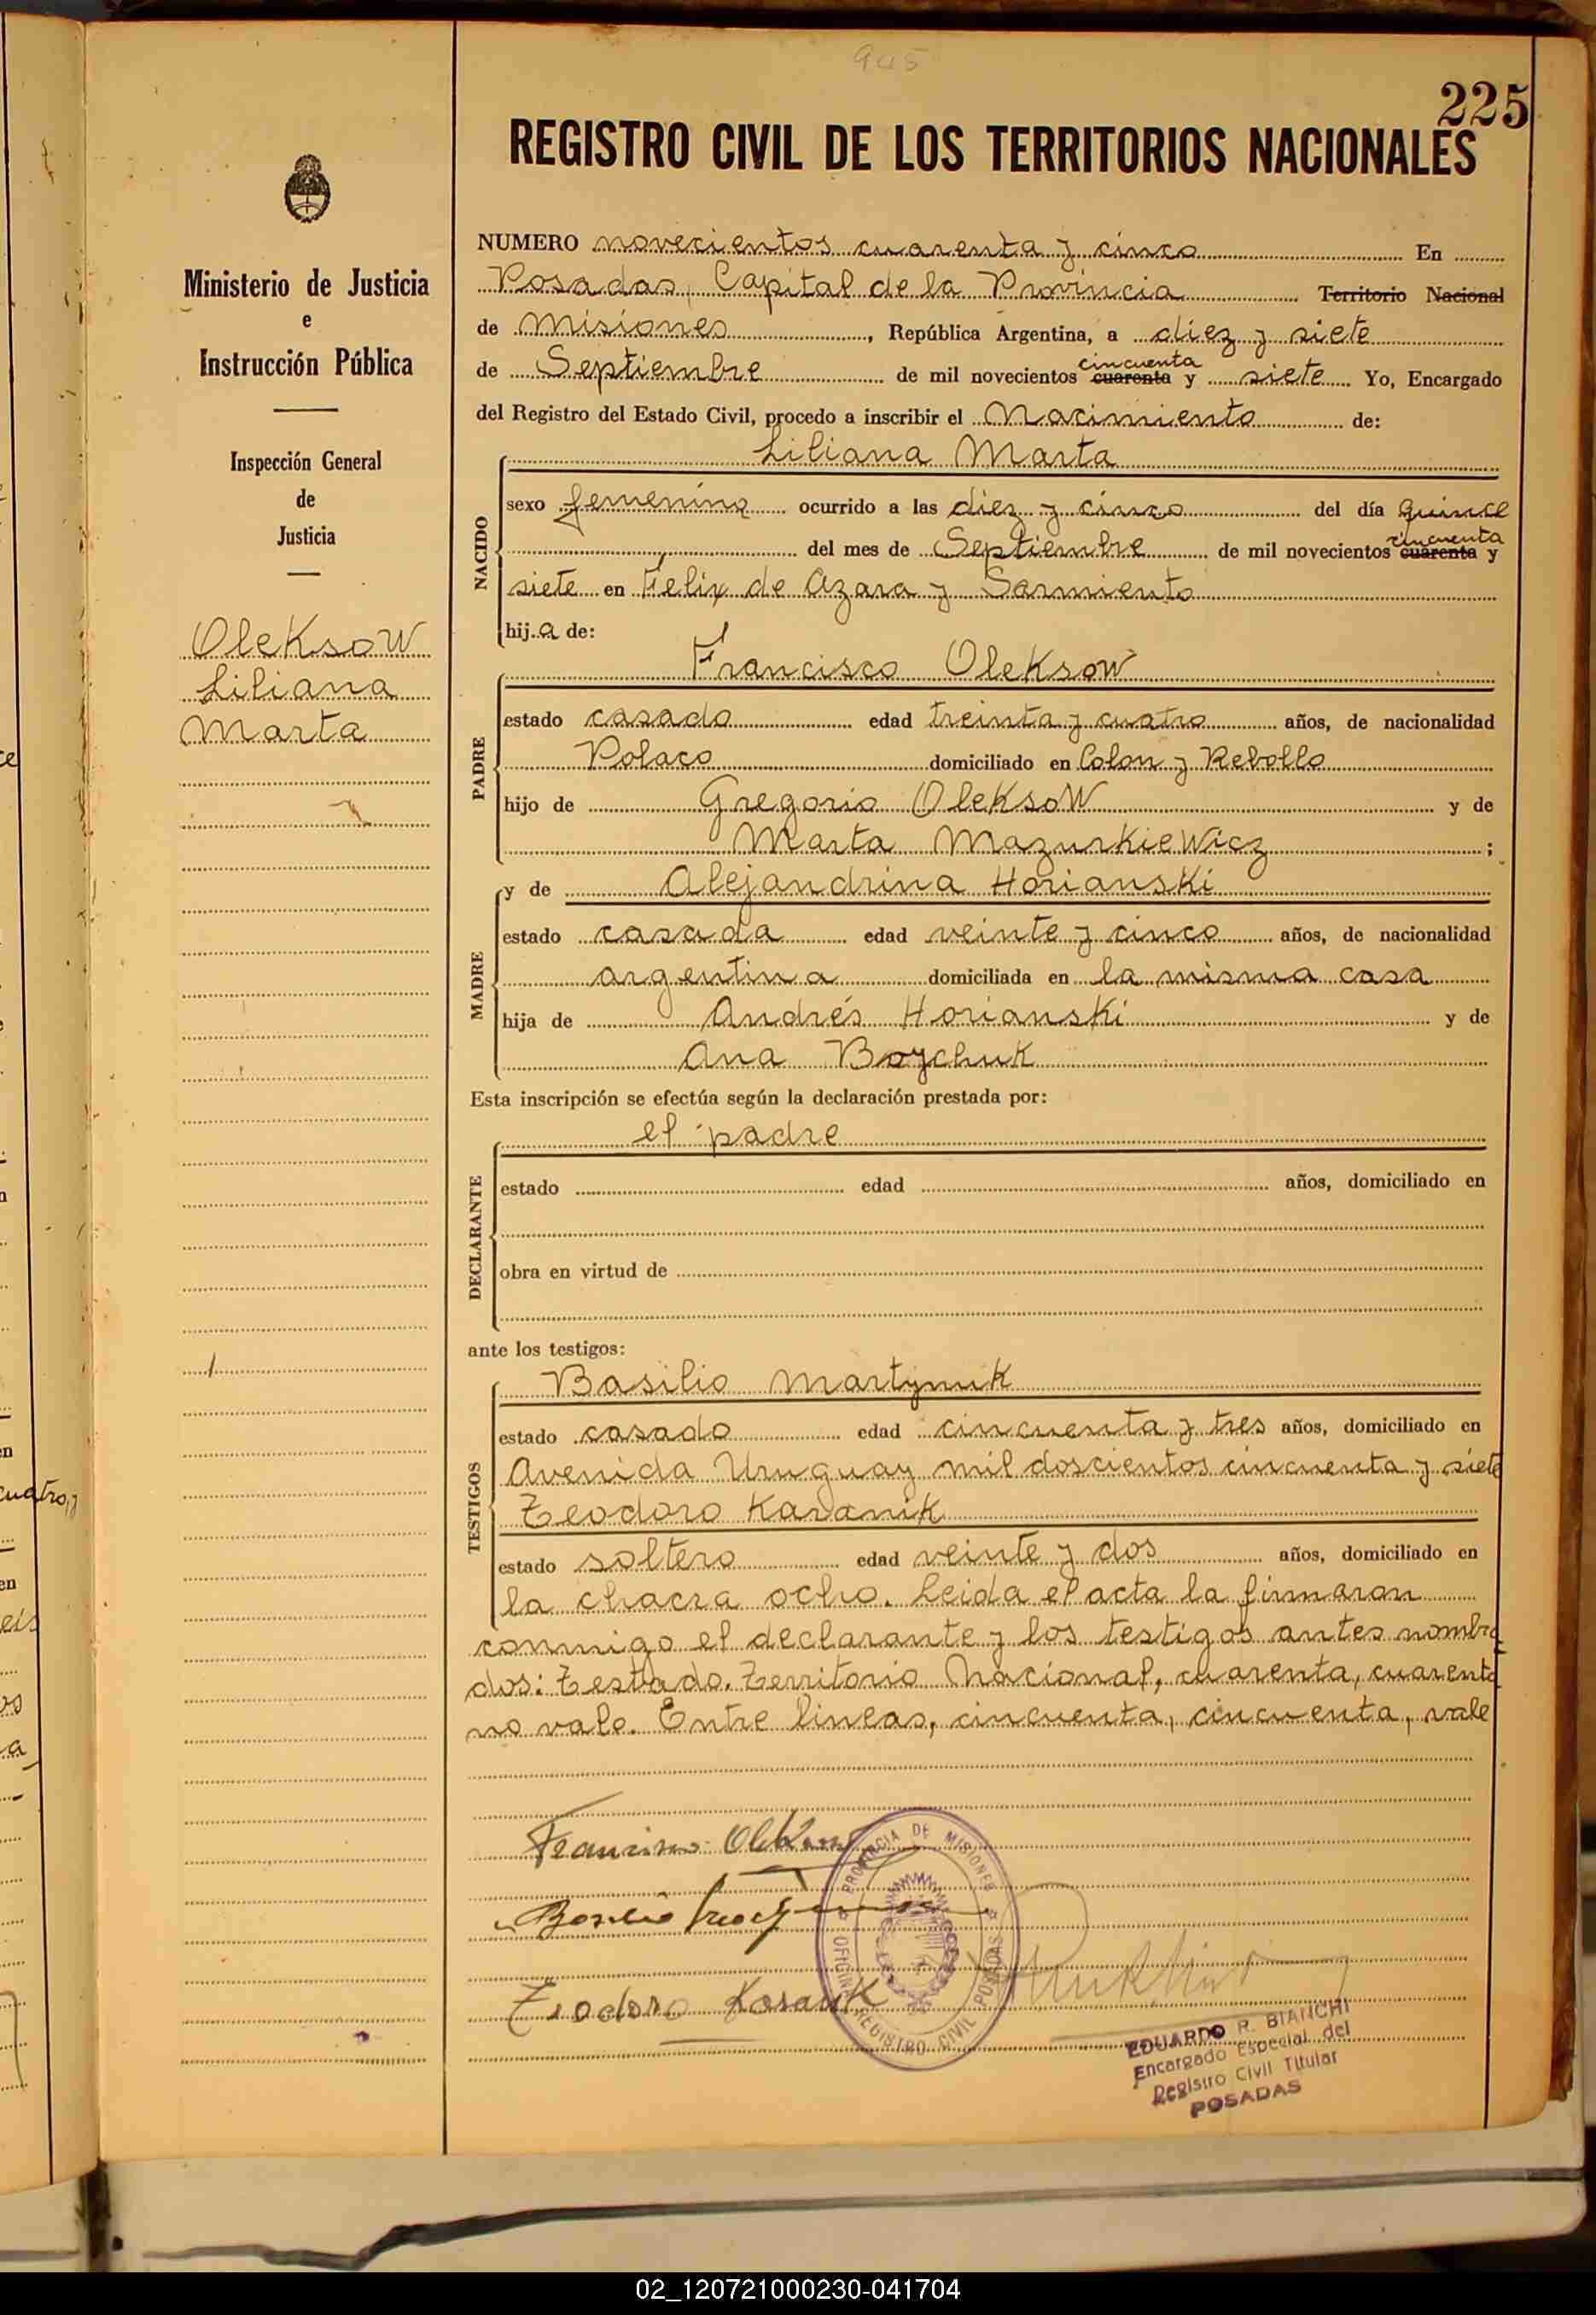 945
225
REGISTRO CIVIL DE LOS TERRITORIOS NACIONALES
Ministerio de Justicia
e
Instrucción Pública
Inspección General
de
Justicia
Oleksow
Liliana
Marta
NUMERO novecientos cuarenta y cinco En
Posadas, Capital de la Provincia Territorio Nacional
de Misiones, República Argentina, a diez y siete
de Septiembre de mil novecientos cuarenta cincuenta y siete Yo, Encargado
del Registro del Estado Civil, procedo a inscribir el Nacimiento de:
NACIDO
Liliana Marta
sexo femenino ocurrido a las diez y cinco del día quince
del mes de Septiembre de mil novecientos cuarenta cincuenta y
siete en Felix de Azara y Sarmiento
hija de:
PADRE
Francisco Oleksow
estado casado edad treinta y cuatro años, de nacionalidad
Polaco domiciliado en Colon y Rebollo
hijo de Gregorio Oleksow y de
Marta Mazurkiewicz;
MADRE
y de Alejandrina Horianski
estado casada edad veinte y cinco años, de nacionalidad
argentina domiciliada en la misma casa
hija de Andrés Horianski y de
Ana Boychuk
Esta inscripción se efectúa según la declaración prestada por:
DECLARANTE
el padre
estado edad años, domiciliado en
obra en virtud de
ante los testigos:
TESTIGOS
Basilio Martynuk
estado casado edad cincuenta y tres años, domiciliado en
Avenida Uruguay mil doscientos cincuenta y siete
Teodoro Karanik
estado soltero edad veinte y dos años, domiciliado en
la chacra ocho. Leida el acta la firmaron
conmigo el declarante y los testigos antes nombra
dos: Testado. Territorio Nacional, cuarenta, cuarenta
no vale. Entre lineas, cincuenta, cincuenta, vale
Francisco Oleksow
Basilio
Teodoro Karanik
PROVINCIA DE MISIONES
OFICINA REGISTRO CIVIL POSADAS
EDUARDO R. BIANCHI
Encargado Especial del
Registro Civil Titular
POSADAS
02_120721000230-041704